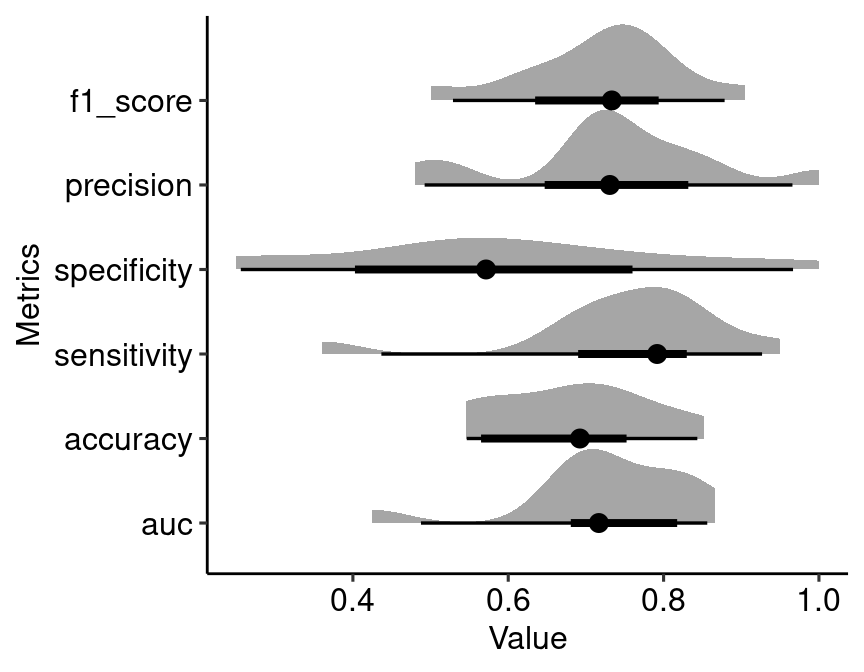 f1_score
precision
specificity
sensitivity
accuracy
auc
Metrics
0.4 0.6 0.8 1.0
Value